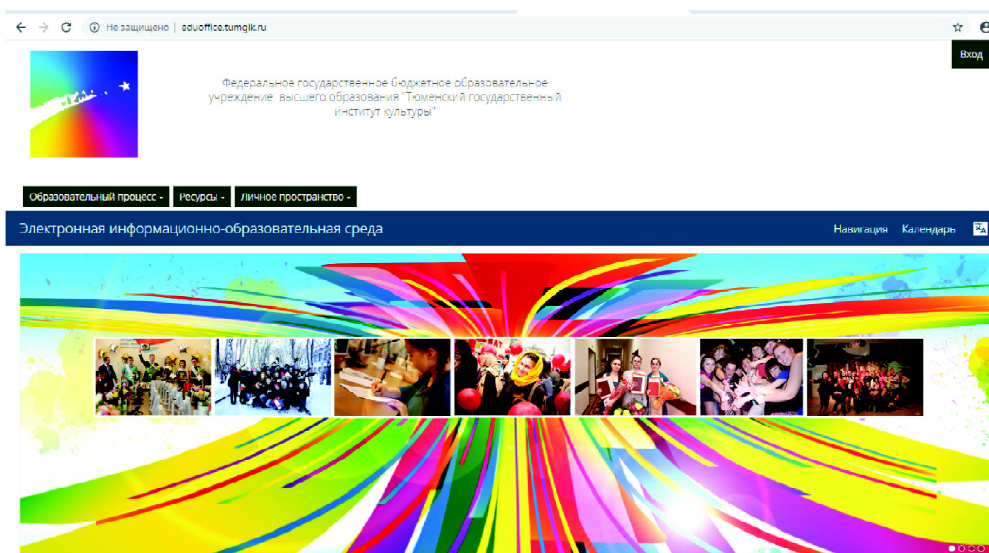 Не защищено | eduoffice.tumgik.ru
Вход
Федеральное государственное бюджетное образовательное
учреждение высшего образования "Тюменский государственный
институт культуры"
Образовательный процесс Ресурсы Личное пространство
Электронная информационно-образовательная среда Навигация Календарь